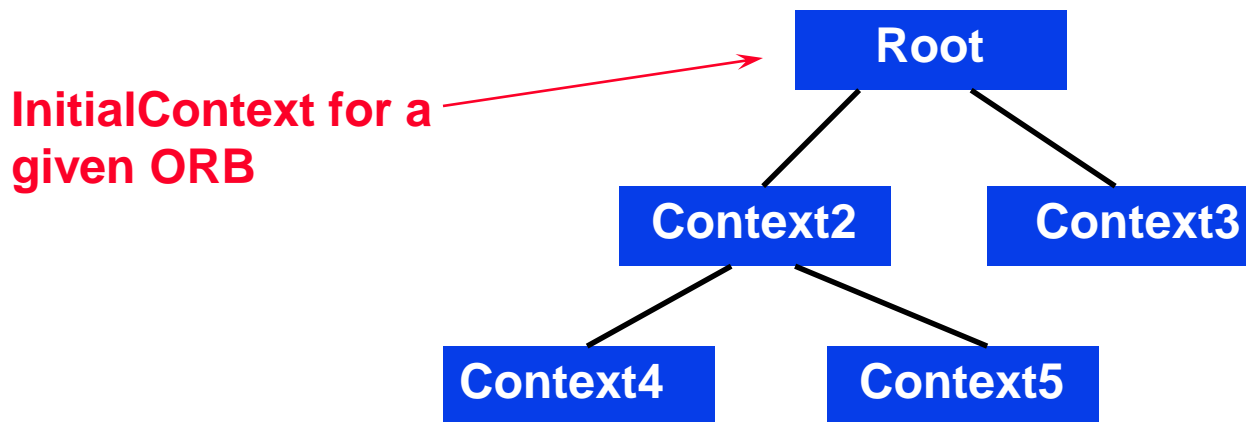 Root
InitialContext for a
given ORB
Context2
Context3
Context4
Context5